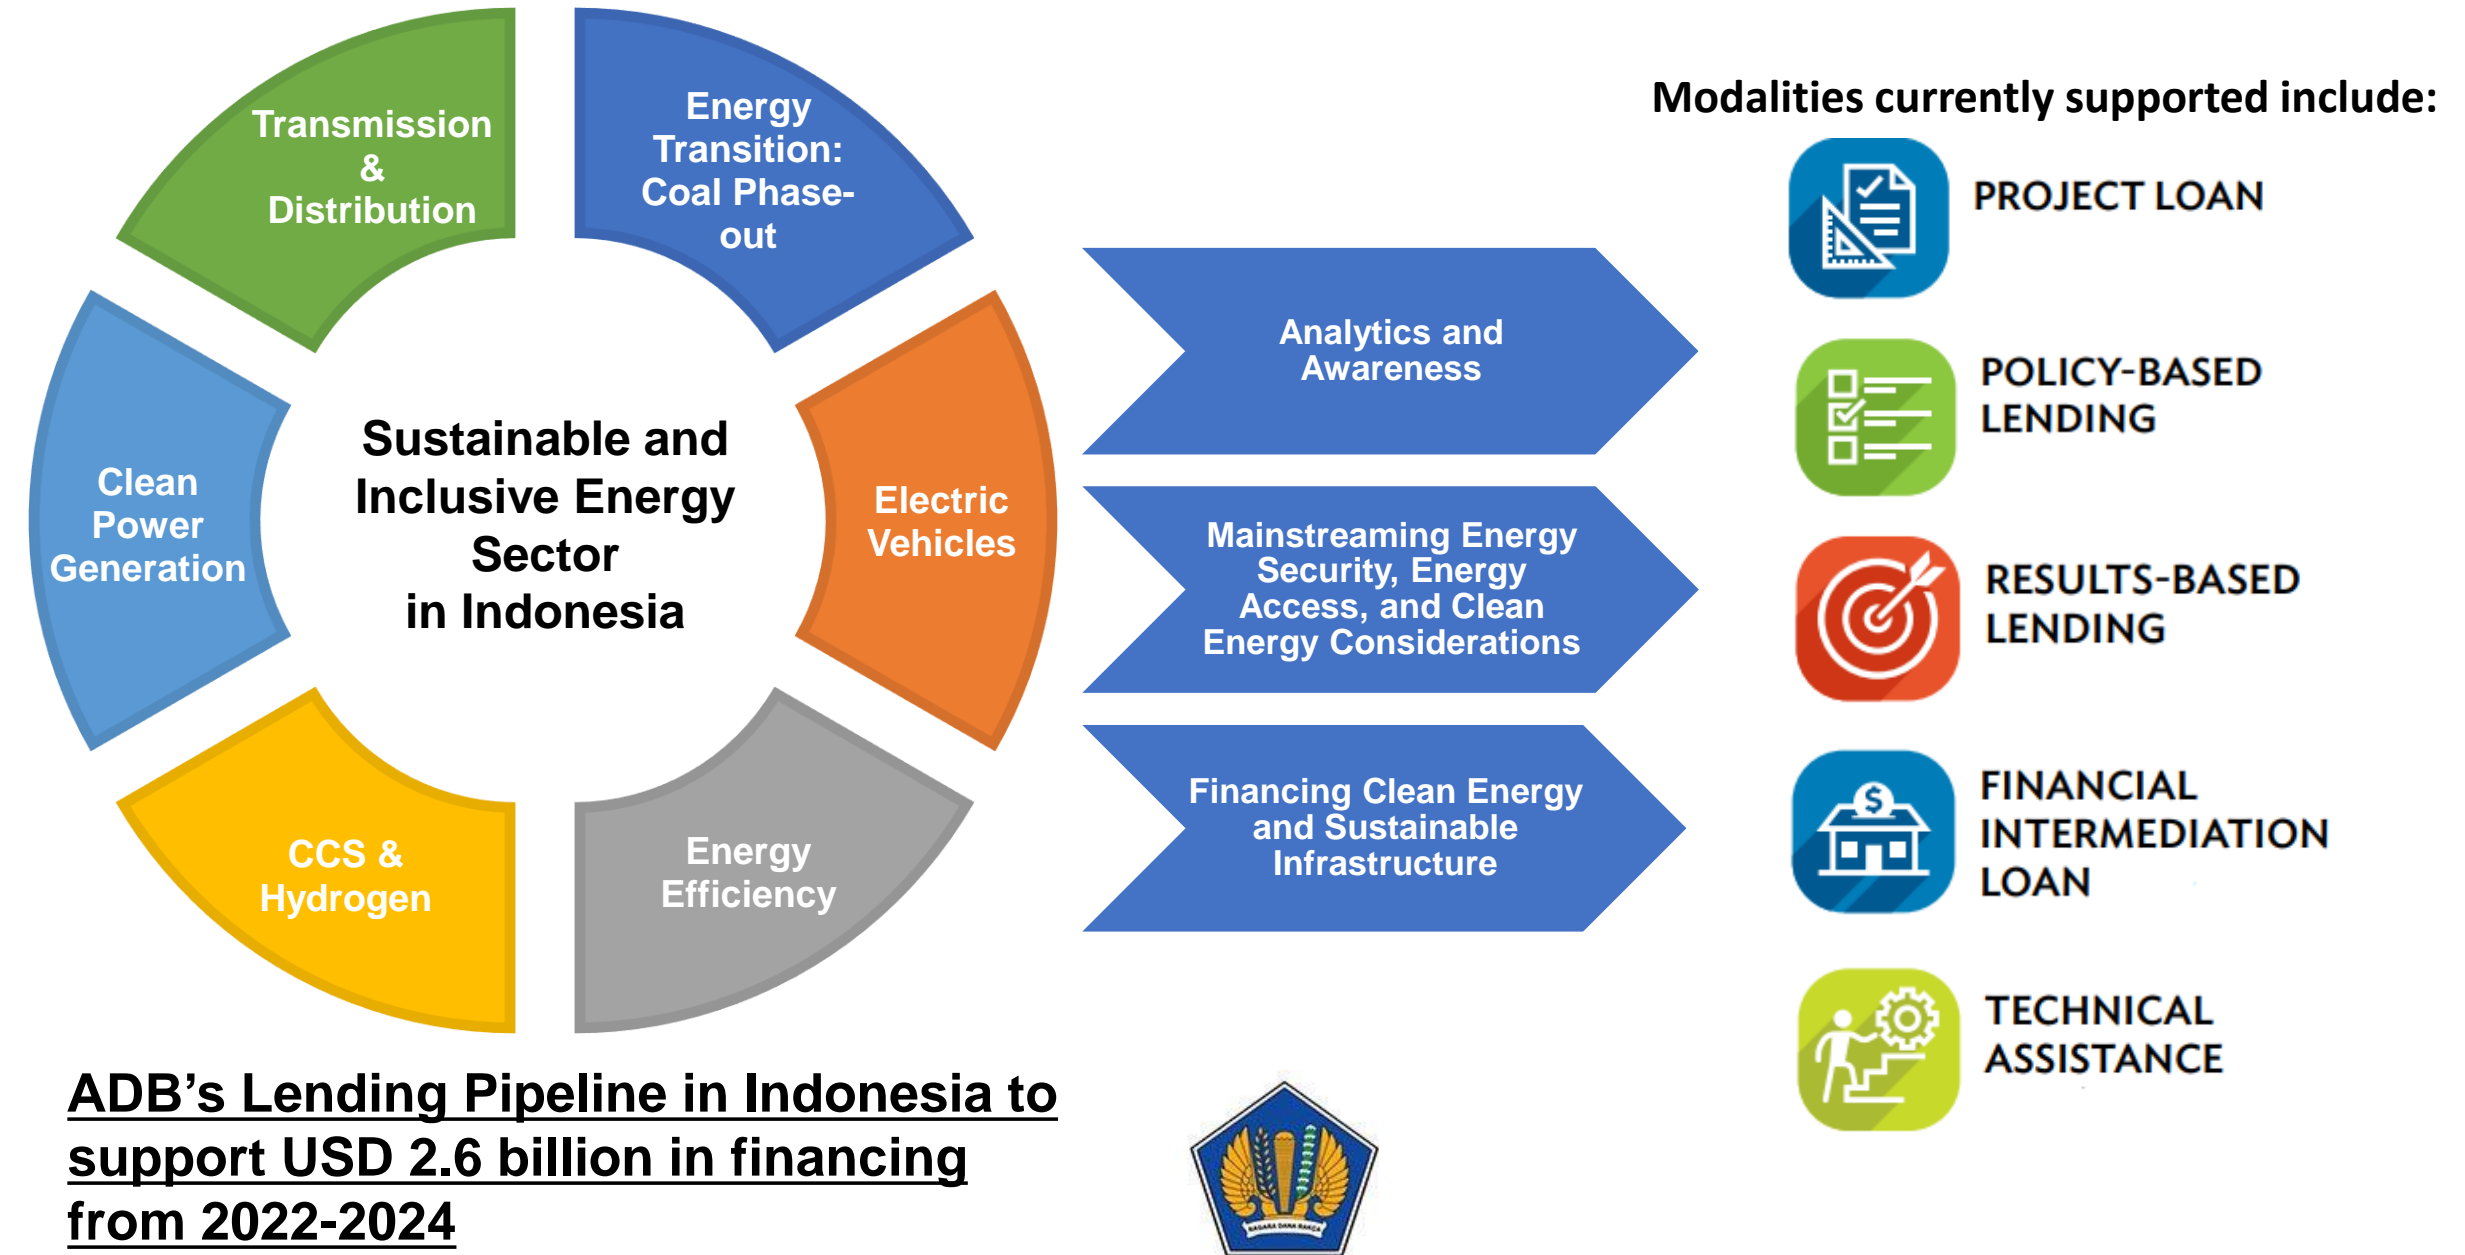 Transmission
&
Distribution
Energy
Transition:
Coal Phase-
out
Electric
Vehicles
Energy
Efficiency
CCS &
Hydrogen
Clean
Power
Generation
Sustainable and
Inclusive Energy
Sector
in Indonesia
Analytics and
Awareness
Mainstreaming Energy
Security, Energy
Access, and Clean
Energy Considerations
Financing Clean Energy
and Sustainable
Infrastructure
Modalities currently supported include:
PROJECT LOAN
POLICY-BASED
LENDING
RESULTS-BASED
LENDING
FINANCIAL
INTERMEDIATION
LOAN
TECHNICAL
ASSISTANCE
ADB’s Lending Pipeline in Indonesia to
support USD 2.6 billion in financing
from 2022-2024
NAGARA DANA RAKÇA